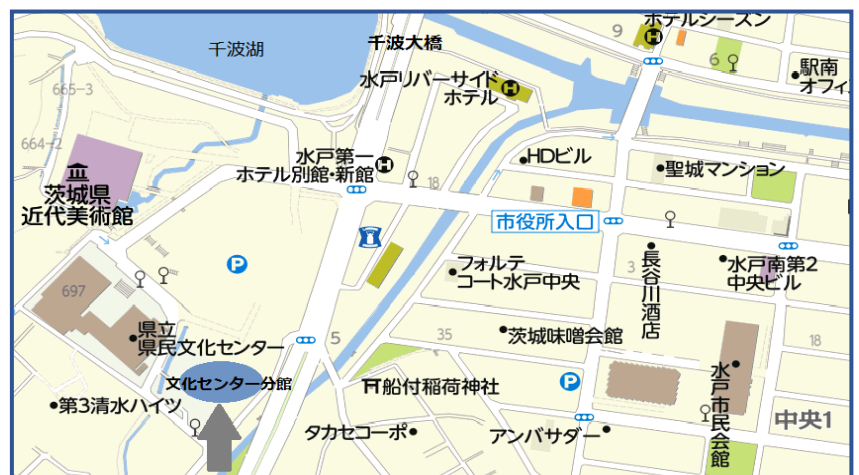 ホテルシーズン
9
千波湖
千波大橋
6
駅南
オフィ
水戸リバーサイド
ホテル
665-3
664-2
HDビル
水戸第一
ホテル別館・新館
18
聖城マンション
茨城県
近代美術館
市役所入口
P
フォルテ
コート水戸中央
3
長谷川酒店
水戸南第2
中央ビル
697
県立
県民文化センター
5
35
茨城味噌会館
18
文化センター分館
船付稲荷神社
P
水戸市民会館
第3清水ハイツ
タカセコーポ
アンバサダー
中央1
H
H
H